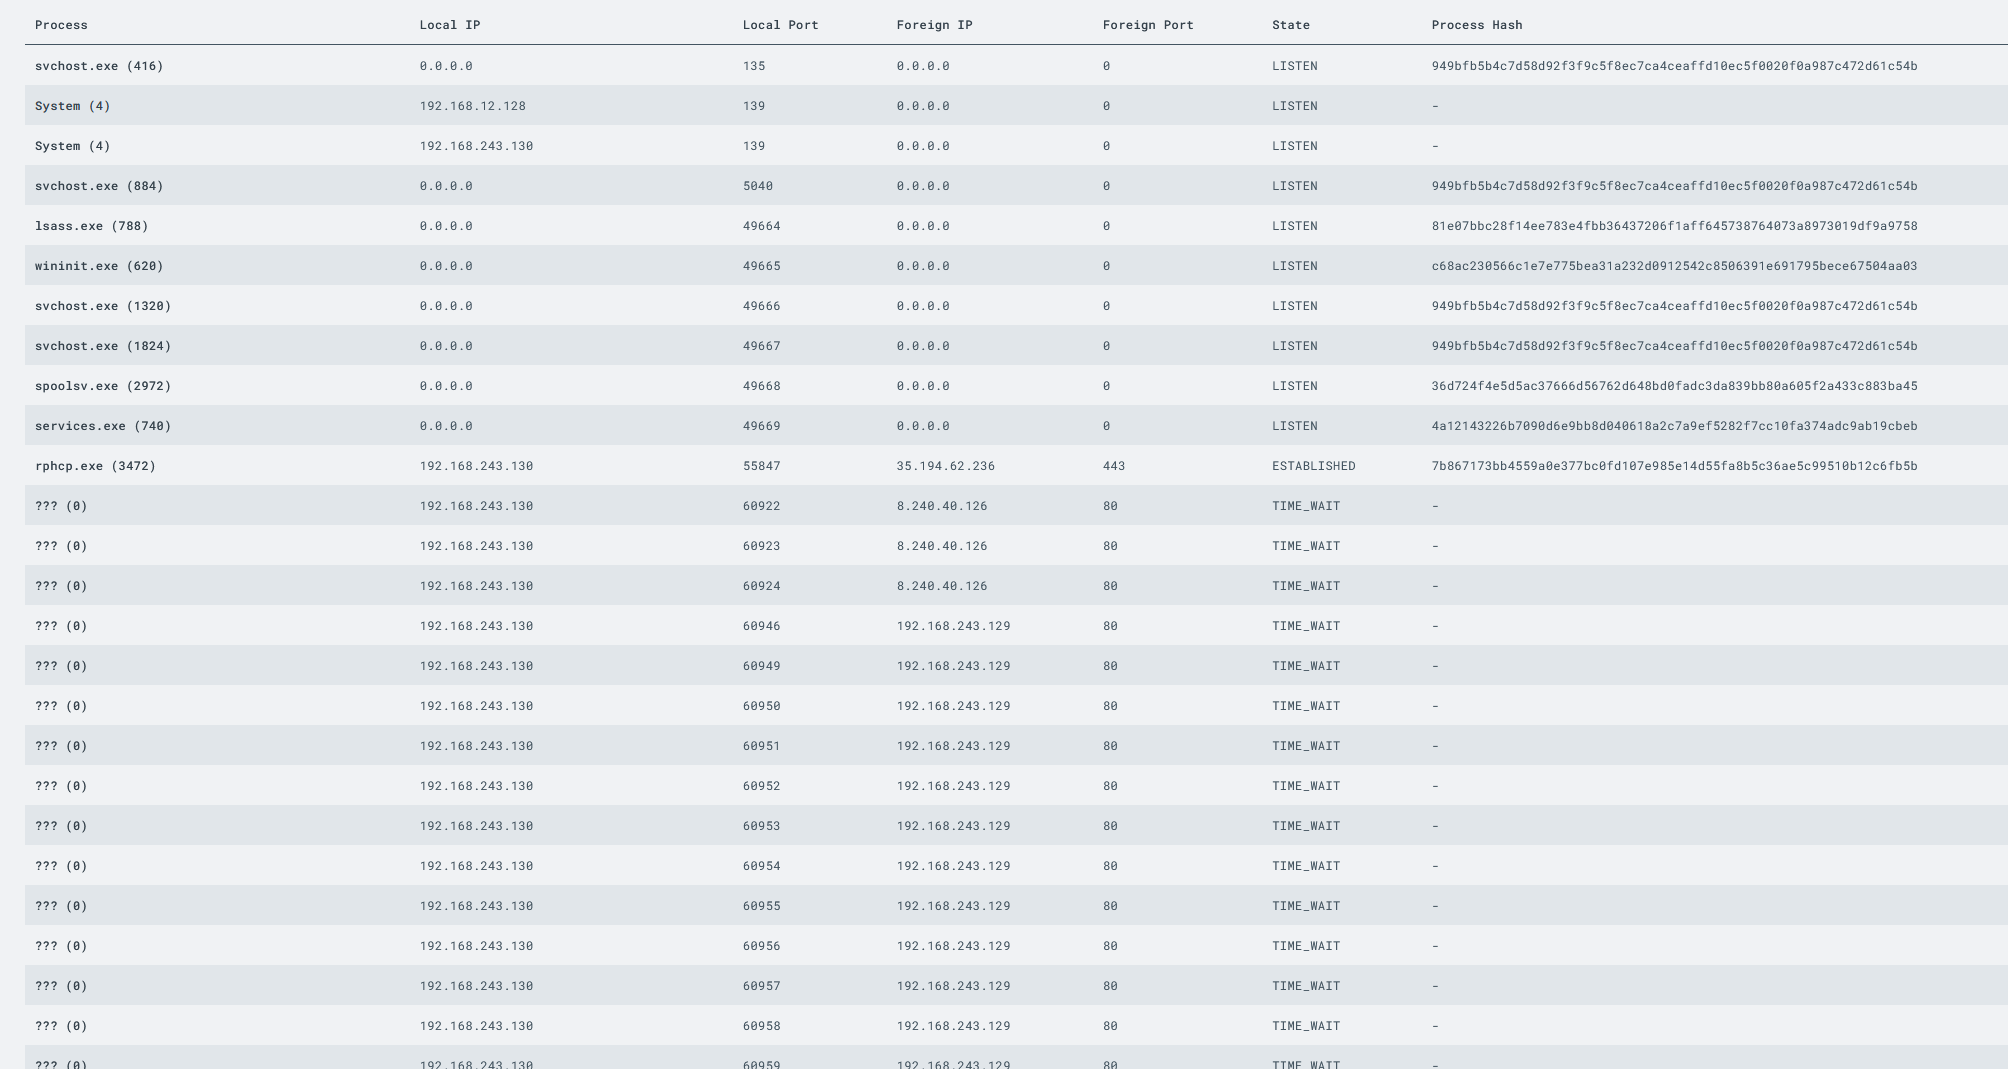 Process Local IP Local Port Foreign IP Foreign Port State Process Hash
svchost.exe (416) 0.0.0.0 135 0.0.0.0 0 LISTEN 949bfb5b4c7d58d92f3f9c5f8ec7ca4ceaffd10ec5f0020f0a987c472d61c54b
System (4) 192.168.12.128 139 0.0.0.0 0 LISTEN -
System (4) 192.168.243.130 139 0.0.0.0 0 LISTEN -
svchost.exe (884) 0.0.0.0 5040 0.0.0.0 0 LISTEN 949bfb5b4c7d58d92f3f9c5f8ec7ca4ceaffd10ec5f0020f0a987c472d61c54b
lsass.exe (788) 0.0.0.0 49664 0.0.0.0 0 LISTEN 81e07bbc28f14ee783e4fbb36437206f1aff645738764073a8973019df9a9758
wininit.exe (620) 0.0.0.0 49665 0.0.0.0 0 LISTEN c68ac230566c1e7e775bea31a232d0912542c8506391e691795bece67504aa03
svchost.exe (1320) 0.0.0.0 49666 0.0.0.0 0 LISTEN 949bfb5b4c7d58d92f3f9c5f8ec7ca4ceaffd10ec5f0020f0a987c472d61c54b
svchost.exe (1824) 0.0.0.0 49667 0.0.0.0 0 LISTEN 949bfb5b4c7d58d92f3f9c5f8ec7ca4ceaffd10ec5f0020f0a987c472d61c54b
spoolsv.exe (2972) 0.0.0.0 49668 0.0.0.0 0 LISTEN 36d724f4e5d5ac37666d56762d648bd0fadc3da839bb80a605f2a433c883ba45
services.exe (740) 0.0.0.0 49669 0.0.0.0 0 LISTEN 4a12143226b7090d6e9bb8d040618a2c7a9ef5282f7cc10fa374adc9ab19cbeb
rphcp.exe (3472) 192.168.243.130 55847 35.194.62.236 443 ESTABLISHED 7b867173bb4559a0e377bc0fd107e985e14d55fa8b5c36ae5c99510b12c6fb5b
??? (0) 192.168.243.130 60922 8.240.40.126 80 TIME_WAIT -
??? (0) 192.168.243.130 60923 8.240.40.126 80 TIME_WAIT -
??? (0) 192.168.243.130 60924 8.240.40.126 80 TIME_WAIT -
??? (0) 192.168.243.130 60946 192.168.243.129 80 TIME_WAIT -
??? (0) 192.168.243.130 60949 192.168.243.129 80 TIME_WAIT -
??? (0) 192.168.243.130 60950 192.168.243.129 80 TIME_WAIT -
??? (0) 192.168.243.130 60951 192.168.243.129 80 TIME_WAIT -
??? (0) 192.168.243.130 60952 192.168.243.129 80 TIME_WAIT -
??? (0) 192.168.243.130 60953 192.168.243.129 80 TIME_WAIT -
??? (0) 192.168.243.130 60954 192.168.243.129 80 TIME_WAIT -
??? (0) 192.168.243.130 60955 192.168.243.129 80 TIME_WAIT -
??? (0) 192.168.243.130 60956 192.168.243.129 80 TIME_WAIT -
??? (0) 192.168.243.130 60957 192.168.243.129 80 TIME_WAIT -
??? (0) 192.168.243.130 60958 192.168.243.129 80 TIME_WAIT -
??? (0) 192.168.243.130 60959 192.168.243.129 80 TIME_WAIT -